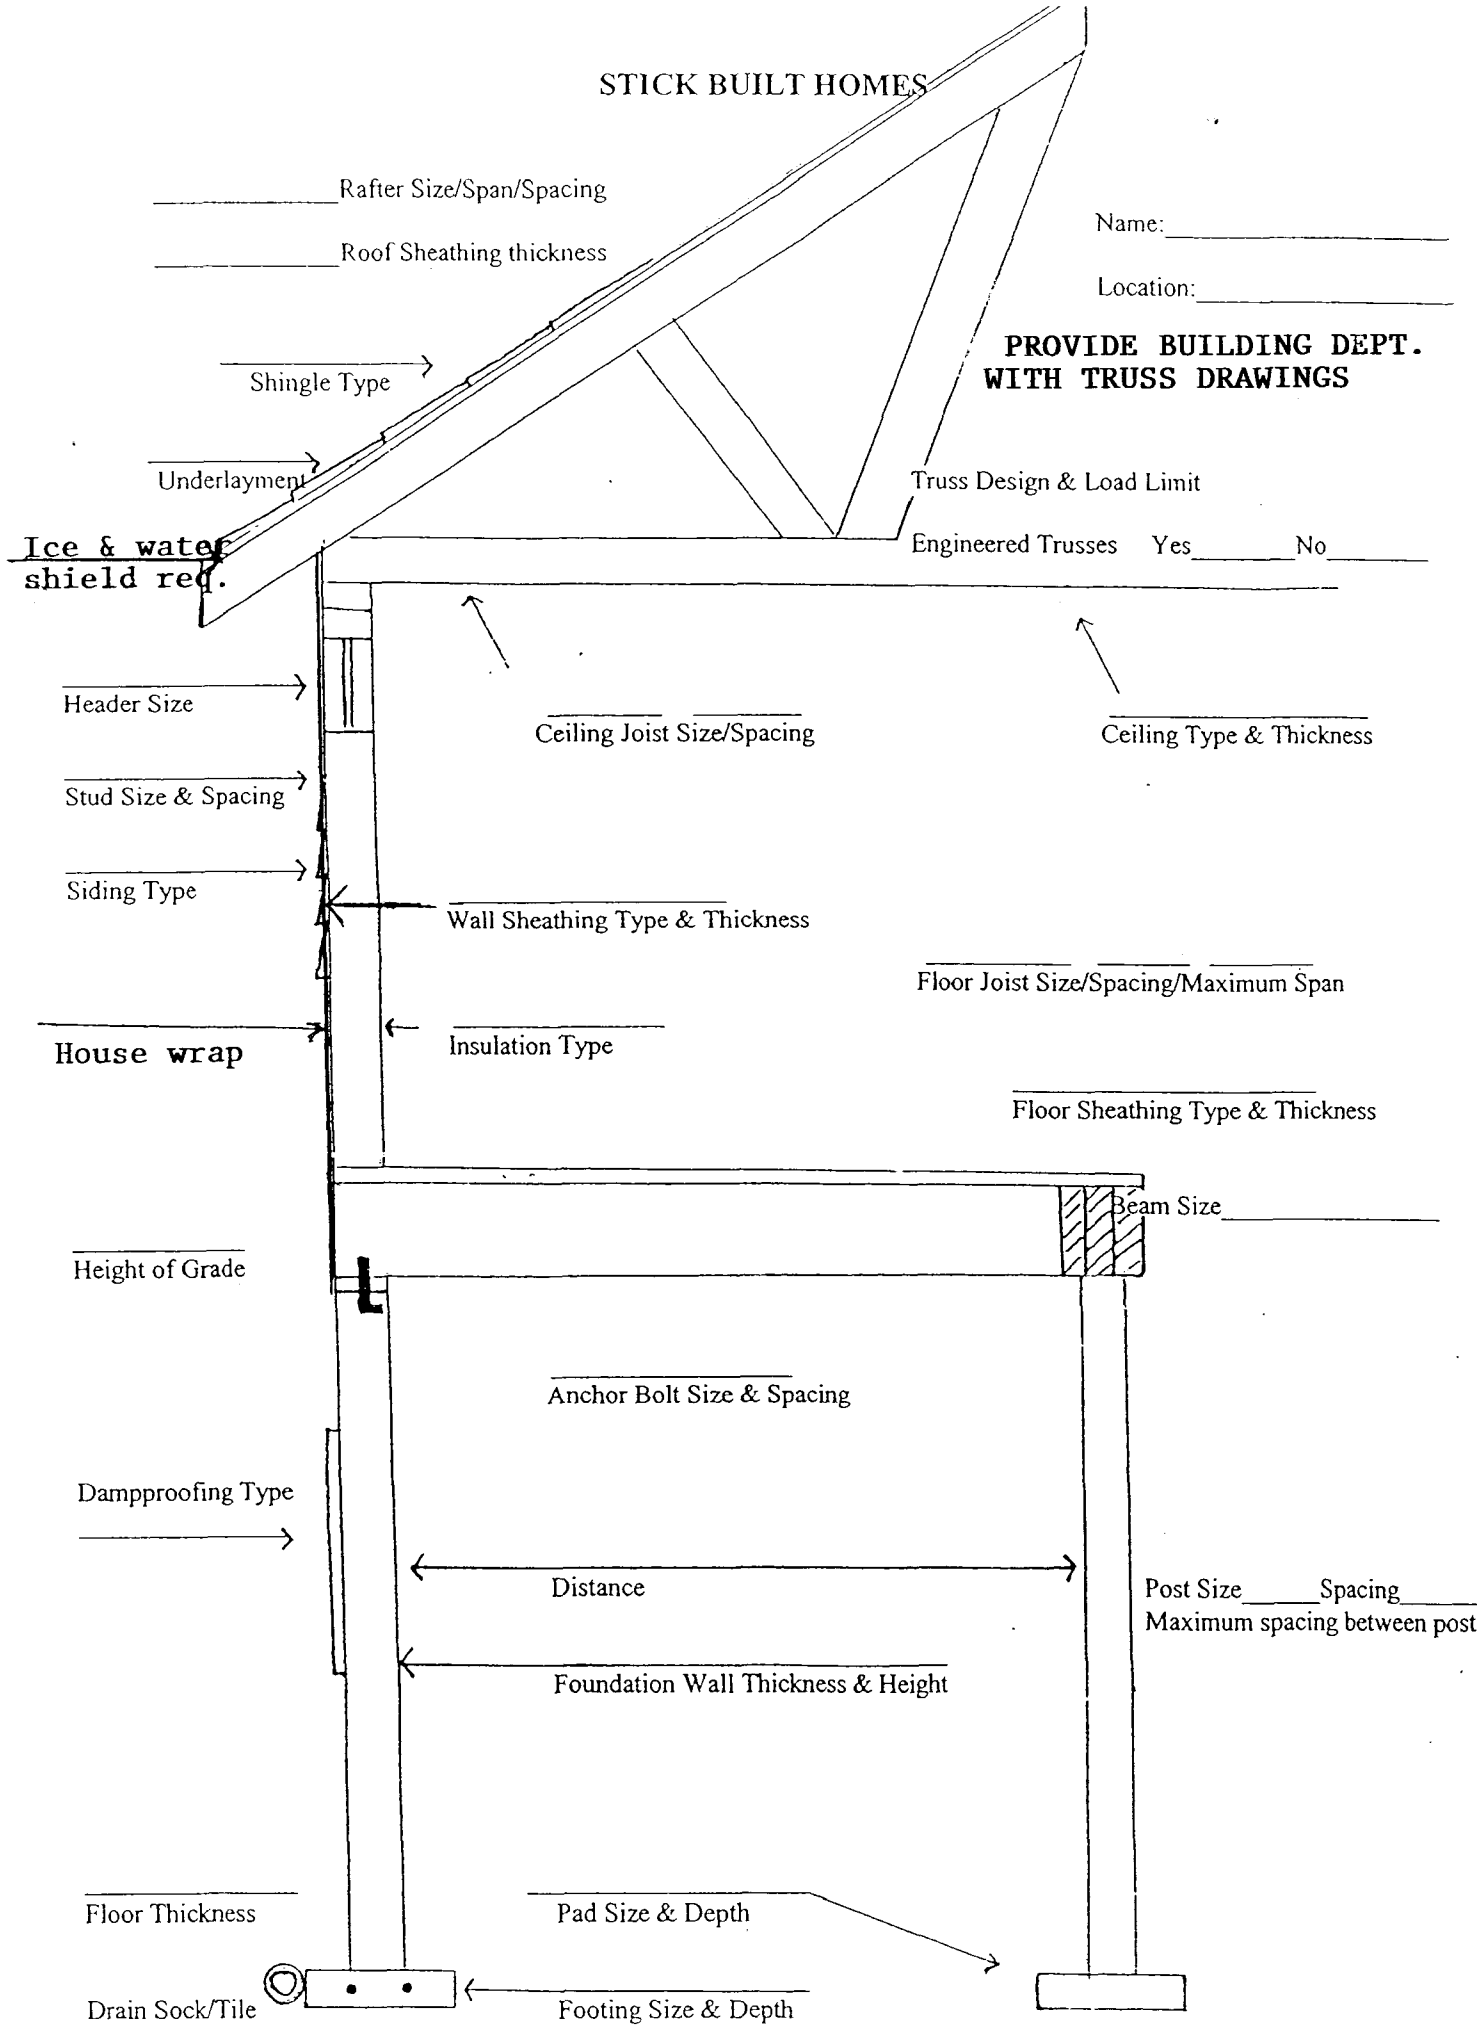 STICK BUILT HOMES
Rafter Size/Span/Spacing
Name:
Roof Sheathing thickness
Location:
PROVIDE BUILDING DEPT.
WITH TRUSS DRAWINGS
Shingle Type
Underlayment
Truss Design & Load Limit
Ice & water
shield req.
Engineered Trusses Yes No
Header Size
Ceiling Joist Size/Spacing
Ceiling Type & Thickness
Stud Size & Spacing
Siding Type
Wall Sheathing Type & Thickness
Floor Joist Size/Spacing/Maximum Span
House wrap
Insulation Type
Floor Sheathing Type & Thickness
Beam Size
Height of Grade
Anchor Bolt Size & Spacing
Dampproofing Type
Distance
Post Size Spacing
Maximum spacing between post
Foundation Wall Thickness & Height
Floor Thickness
Pad Size & Depth
Drain Sock/Tile
Footing Size & Depth